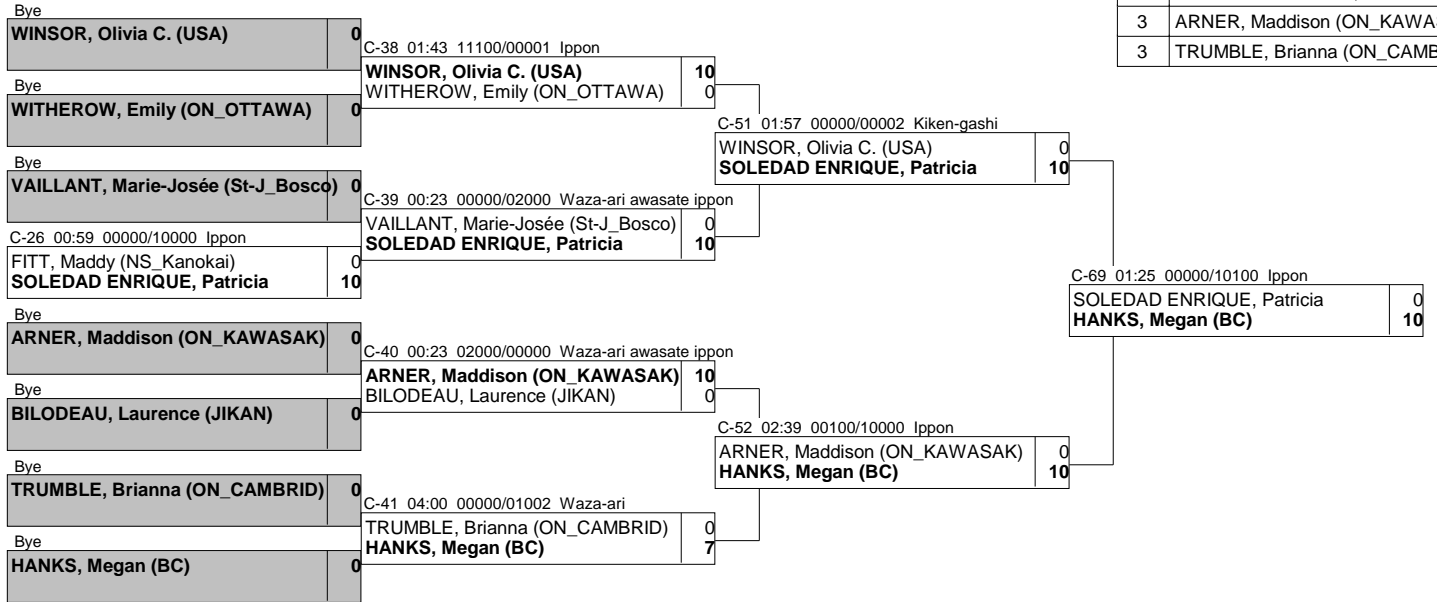 Bye
WINSOR, Olivia C. (USA) 0
Bye
WITHEROW, Emily (ON_OTTAWA) 0
Bye
VAILLANT, Marie-Josée (St-J_Bosco) 0
C-26 00:59 00000/10000 Ippon
FITT, Maddy (NS_Kanokai) 0
SOLEDAD ENRIQUE, Patricia 10
Bye
ARNER, Maddison (ON_KAWASAK) 0
Bye
BILODEAU, Laurence (JIKAN) 0
Bye
TRUMBLE, Brianna (ON_CAMBRID) 0
Bye
HANKS, Megan (BC) 0
C-38 01:43 11100/00001 Ippon
WINSOR, Olivia C. (USA) 10
WITHEROW, Emily (ON_OTTAWA) 0
C-39 00:23 00000/02000 Waza-ari awasate ippon
VAILLANT, Marie-Josée (St-J_Bosco) 0
SOLEDAD ENRIQUE, Patricia 10
C-40 00:23 02000/00000 Waza-ari awasate ippon
ARNER, Maddison (ON_KAWASAK) 10
BILODEAU, Laurence (JIKAN) 0
C-41 04:00 00000/01002 Waza-ari
TRUMBLE, Brianna (ON_CAMBRID) 0
HANKS, Megan (BC) 7
C-51 01:57 00000/00002 Kiken-gashi
WINSOR, Olivia C. (USA) 0
SOLEDAD ENRIQUE, Patricia 10
C-52 02:39 00100/10000 Ippon
ARNER, Maddison (ON_KAWASAK) 0
HANKS, Megan (BC) 10
C-69 01:25 00000/10100 Ippon
SOLEDAD ENRIQUE, Patricia 0
HANKS, Megan (BC) 10
3 ARNER, Maddison (ON_KAWA
3 TRUMBLE, Brianna (ON_CAMB